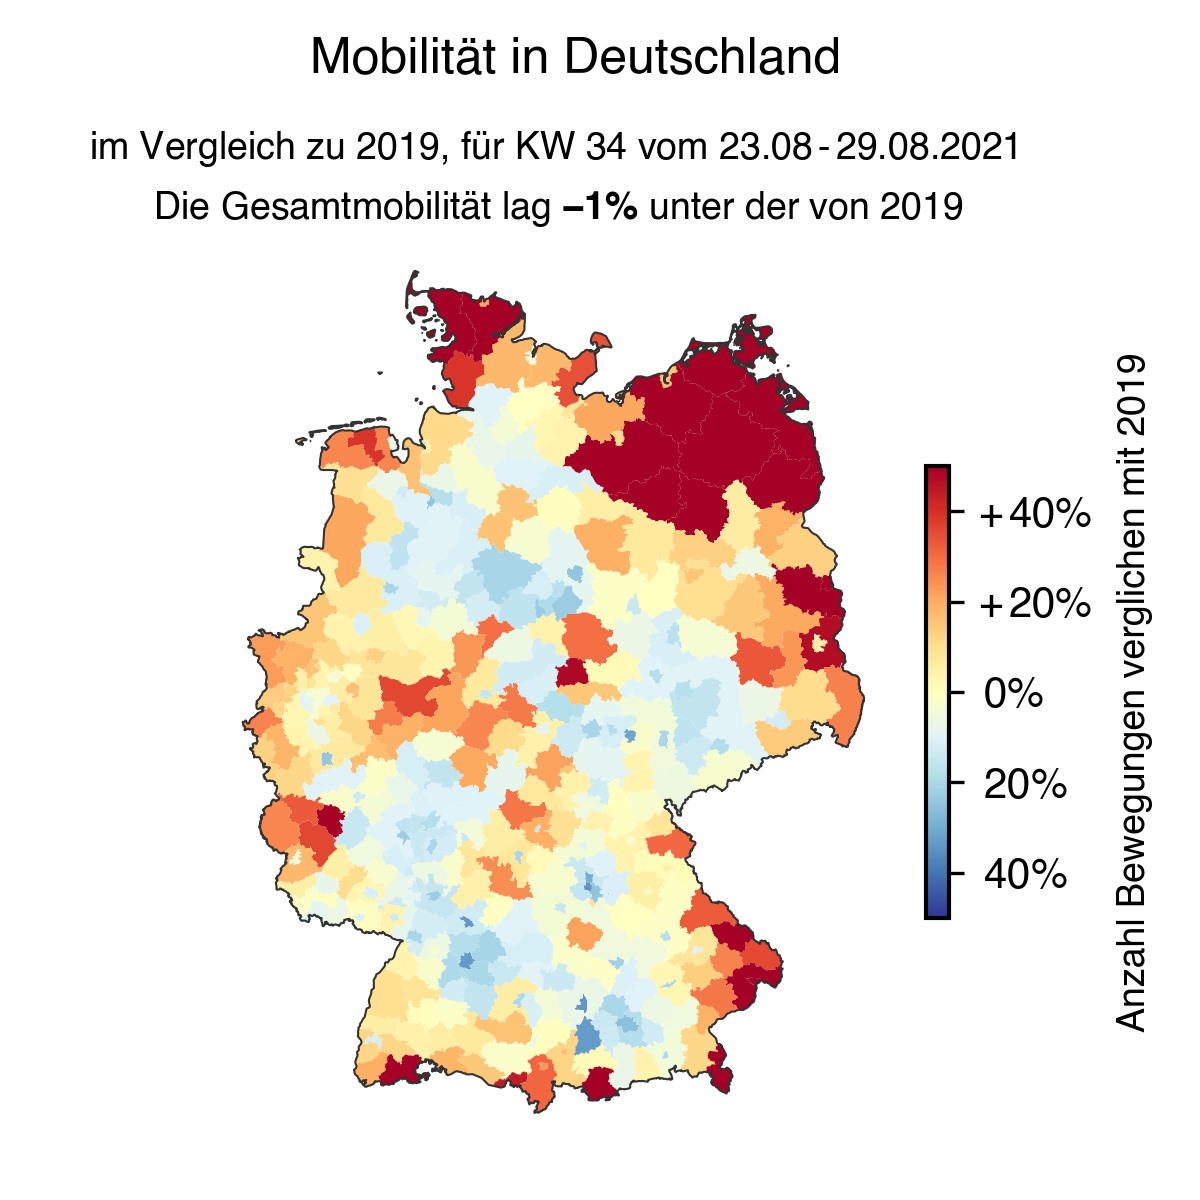 Mobilität in Deutschland
im Vergleich zu 2019, für KW 34 vom 23.08 - 29.08.2021
Die Gesamtmobilität lag −1% unter der von 2019
+40%
+20%
0%
20%
40%
Anzahl Bewegungen verglichen mit 2019